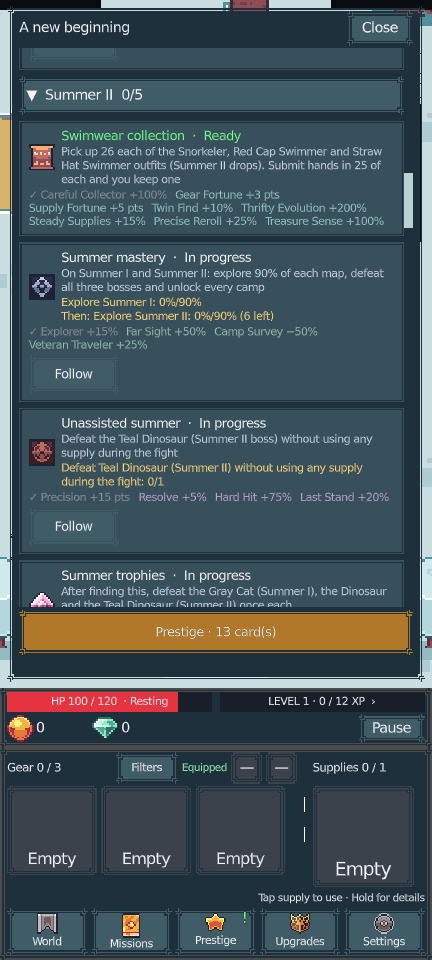 A new beginning
Close
▼ Summer II 0/5
Swimwear collection · Ready
Pick up 26 each of the Snorkeler, Red Cap Swimmer and Straw
Hat Swimmer outfits (Summer II drops). Submit hands in 25 of
each and you keep one
✓ Careful Collector +100% Gear Fortune +3 pts
Supply Fortune +5 pts Twin Find +10% Thrifty Evolution +200%
Steady Supplies +15% Precise Reroll +25% Treasure Sense +100%
Summer mastery · In progress
On Summer I and Summer II: explore 90% of each map, defeat
all three bosses and unlock every camp
Explore Summer I: 0%/90%
Then: Explore Summer II: 0%/90% (6 left)
✓ Explorer +15% Far Sight +50% Camp Survey −50%
Veteran Traveler +25%
Follow
Unassisted summer · In progress
Defeat the Teal Dinosaur (Summer II boss) without using any
supply during the fight
Defeat Teal Dinosaur (Summer II) without using any supply
during the fight: 0/1
✓ Precision +15 pts Resolve +5% Hard Hit +75% Last Stand +20%
Follow
Summer trophies · In progress
After finding this, defeat the Gray Cat (Summer I), the Dinosaur
and the Teal Dinosaur (Summer II) once each
Prestige · 13 card(s)
HP 100 / 120 · Resting
LEVEL 1 · 0 / 12 XP ›
0
0
Pause
Gear 0 / 3
Filters
Equipped
—
—
Supplies 0 / 1
Empty
Empty
Empty
Empty
Tap supply to use · Hold for details
World
Missions
Prestige
!
Upgrades
Settings